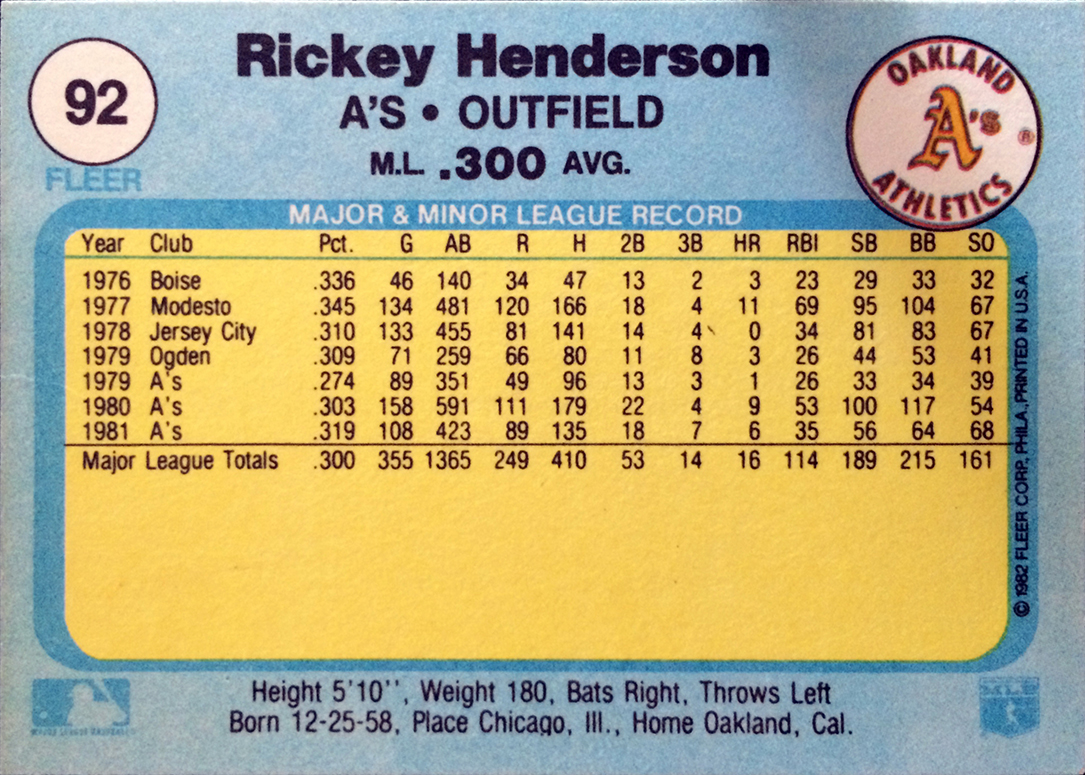 92
FLEER
Rickey Henderson
A'S • OUTFIELD
M.L. .300 AVG.
OAKLAND
A's ®
ATHLETICS
MAJOR & MINOR LEAGUE RECORD
Year Club Pct. G AB R H 2B 3B HR RBI SB BB SO
1976 Boise .336 46 140 34 47 13 2 3 23 29 33 32
1977 Modesto .345 134 481 120 166 18 4 11 69 95 104 67
1978 Jersey City .310 133 455 81 141 14 4 0 34 81 83 67
1979 Ogden .309 71 259 66 80 11 8 3 26 44 53 41
1979 A's .274 89 351 49 96 13 3 1 26 33 34 39
1980 A's .303 158 591 111 179 22 4 9 53 100 117 54
1981 A's .319 108 423 89 135 18 7 6 35 56 64 68
Major League Totals .300 355 1365 249 410 53 14 16 114 189 215 161
© 1982 FLEER CORP., PHILA., PRINTED IN U.S.A.
Height 5'10'', Weight 180, Bats Right, Throws Left
Born 12-25-58, Place Chicago, Ill., Home Oakland, Cal.
Major League Baseball